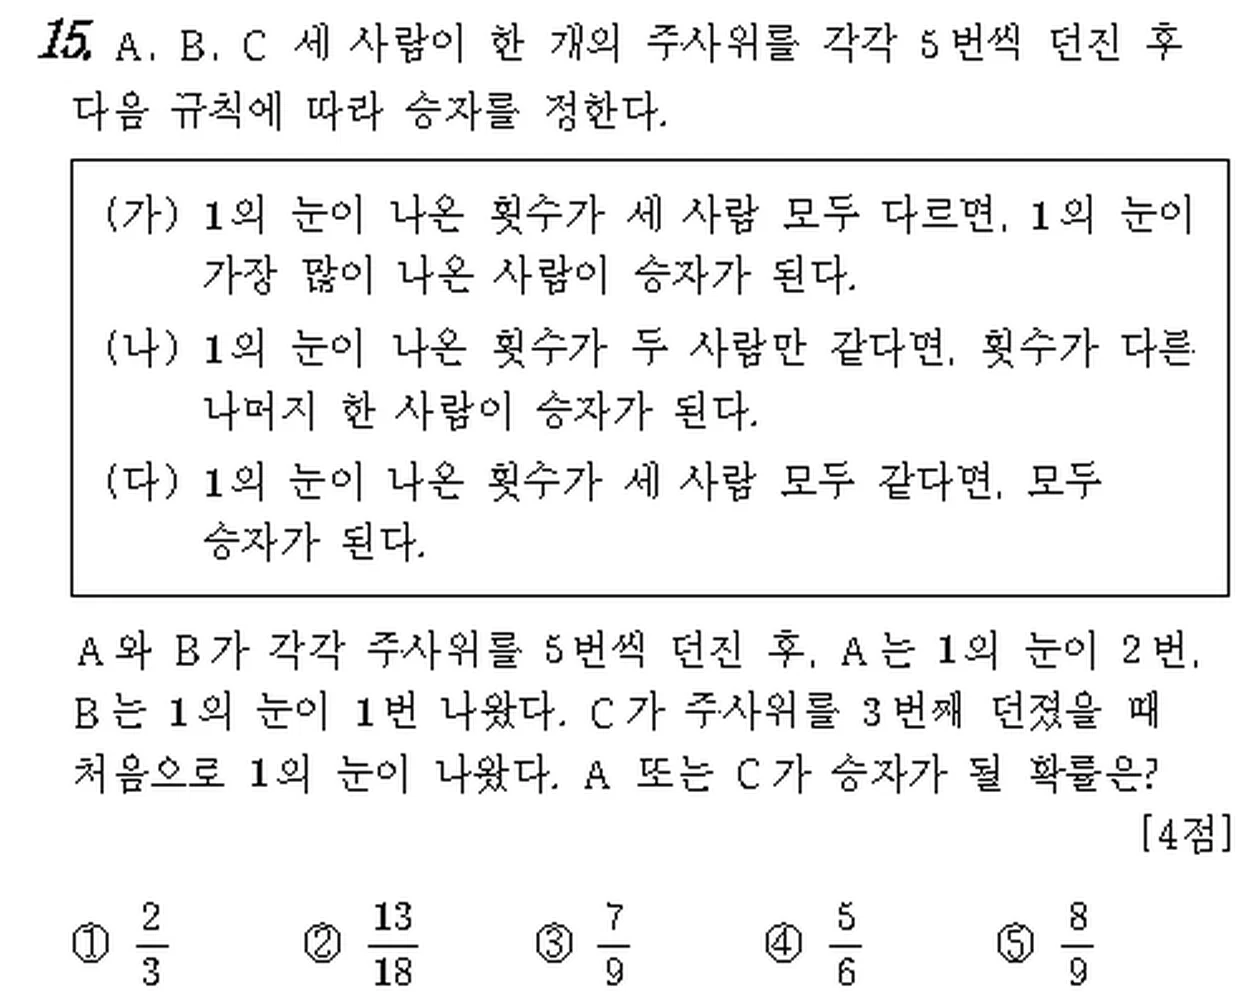 15. A, B, C 세 사람이 한 개의 주사위를 각각 5번씩 던진 후
다음 규칙에 따라 승자를 정한다.
(가) 1의 눈이 나온 횟수가 세 사람 모두 다르면, 1의 눈이
가장 많이 나온 사람이 승자가 된다.
(나) 1의 눈이 나온 횟수가 두 사람만 같다면, 횟수가 다른
나머지 한 사람이 승자가 된다.
(다) 1의 눈이 나온 횟수가 세 사람 모두 같다면, 모두
승자가 된다.
A와 B가 각각 주사위를 5번씩 던진 후, A는 1의 눈이 2번,
B는 1의 눈이 1번 나왔다. C가 주사위를 3번째 던졌을 때
처음으로 1의 눈이 나왔다. A 또는 C가 승자가 될 확률은?
[4점]
① 2/3 ② 13/18 ③ 7/9 ④ 5/6 ⑤ 8/9